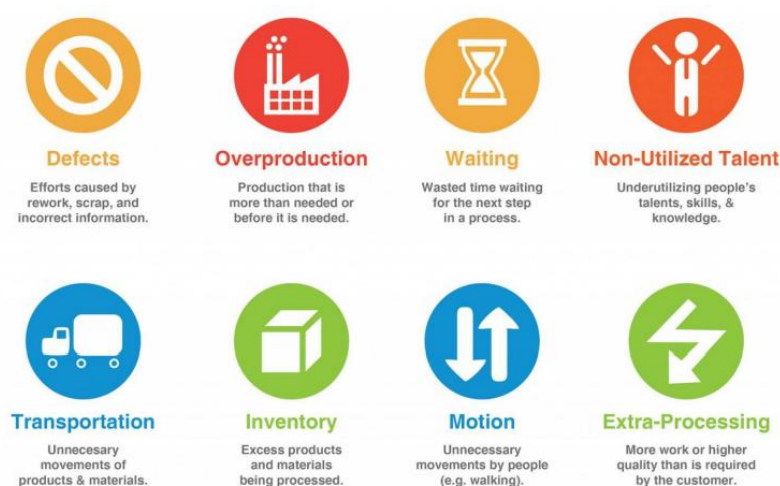 Defects
Efforts caused by
rework, scrap, and
incorrect information.
Overproduction
Production that is
more than needed or
before it is needed.
Waiting
Wasted time waiting
for the next step
in a process.
Non-Utilized Talent
Underutilizing people's
talents, skills, &
knowledge.
Transportation
Unnecesary
movements of
products & materials.
Inventory
Excess products
and materials
being processed.
Motion
Unnecessary
movements by people
(e.g. walking).
Extra-Processing
More work or higher
quality than is required
by the customer.